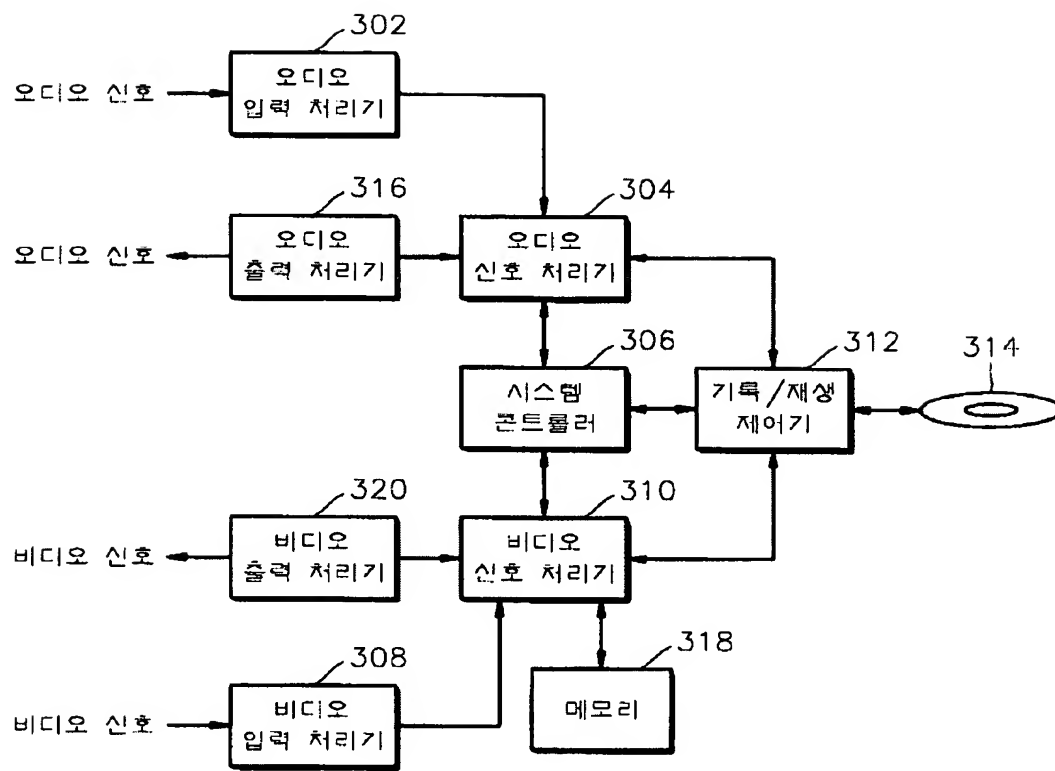 302
오디오 신호
오디오
입력 처리기
316
304
오디오 신호
오디오
출력 처리기
오디오
신호 처리기
306
312
314
시스템
콘트롤러
기록/재생
제어기
320
310
비디오 신호
비디오
출력 처리기
비디오
신호 처리기
308
318
비디오 신호
비디오
입력 처리기
메모리